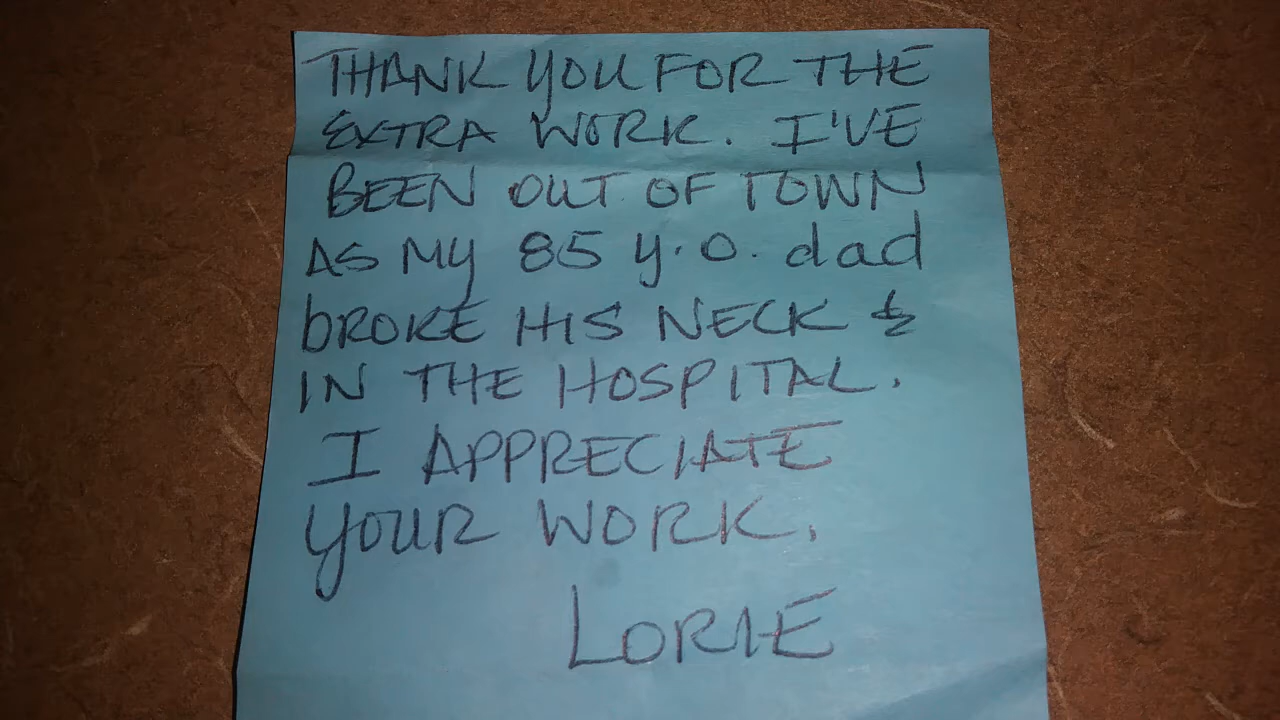 THANK YOU FOR THE
EXTRA WORK. I'VE
BEEN OUT OF TOWN
AS MY 85 y.o. dad
bROKE HIS NECK &
IN THE HOSPITAL.
I APPRECIATE
YOUR WORK.
LORIE